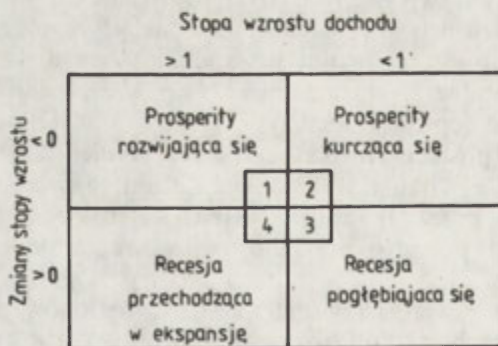 Stopa wzrostu dochodu
> 1 < 1
Zmiany stopy wzrostu
< 0
Prosperity
rozwijająca się
Prosperity
kurcząca się
1 2
4 3
> 0
Recesja
przechodząca
w ekspansję
Recesja
pogłębiająca się